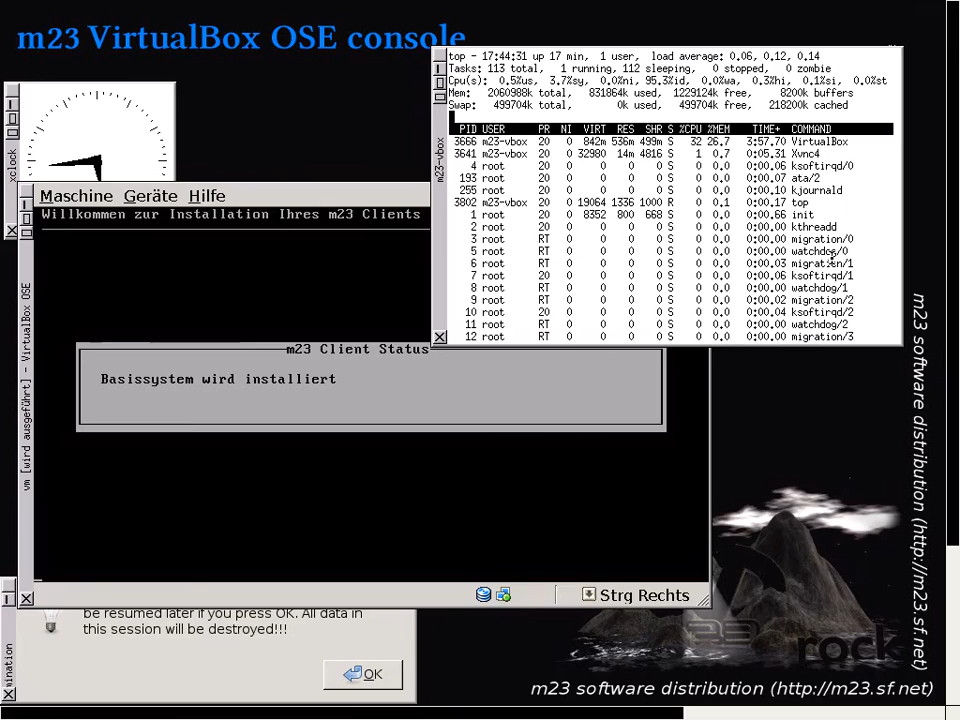 m23 VirtualBox OSE console
xclock
top - 17:44:31 up 17 min,  1 user,  load average: 0.06, 0.12, 0.14
Tasks: 113 total,   1 running, 112 sleeping,   0 stopped,   0 zombie
Cpu(s):  0.5%us,  3.7%sy,  0.0%ni, 95.3%id,  0.0%wa,  0.3%hi,  0.1%si,  0.0%st
Mem:   2060988k total,   831864k used,  1229124k free,     8200k buffers
Swap:   499704k total,        0k used,   499704k free,   218200k cached
PID USER      PR  NI  VIRT  RES  SHR S %CPU %MEM    TIME+  COMMAND
3666 m23-vbox  20   0  842m 536m 499m S   32 26.7   3:57.70 VirtualBox
3641 m23-vbox  20   0 32980  14m 4816 S    1  0.7   0:05.31 Xvnc4
4 root      20   0     0    0    0 S    0  0.0   0:00.06 ksoftirqd/0
193 root      20   0     0    0    0 S    0  0.0   0:00.07 ata/2
255 root      20   0     0    0    0 S    0  0.0   0:00.10 kjournald
3802 m23-vbox  20   0 19064 1336 1000 R    0  0.1   0:00.17 top
1 root      20   0  8352  800  668 S    0  0.0   0:00.66 init
2 root      20   0     0    0    0 S    0  0.0   0:00.00 kthreadd
3 root      RT   0     0    0    0 S    0  0.0   0:00.00 migration/0
5 root      RT   0     0    0    0 S    0  0.0   0:00.00 watchdog/0
6 root      RT   0     0    0    0 S    0  0.0   0:00.03 migration/1
7 root      20   0     0    0    0 S    0  0.0   0:00.06 ksoftirqd/1
8 root      RT   0     0    0    0 S    0  0.0   0:00.00 watchdog/1
9 root      RT   0     0    0    0 S    0  0.0   0:00.02 migration/2
10 root      20   0     0    0    0 S    0  0.0   0:00.04 ksoftirqd/2
11 root      RT   0     0    0    0 S    0  0.0   0:00.00 watchdog/2
12 root      RT   0     0    0    0 S    0  0.0   0:00.00 migration/3
m23-vbox
vm [wird ausgeführt] - VirtualBox OSE
Maschine Geräte Hilfe
Willkommen zur Installation Ihres m23 Clients
m23 Client Status
Basissystem wird installiert
Strg Rechts
be resumed later if you press OK. All data in
this session will be destroyed!!!
OK
rock
m23 software distribution (http://m23.sf.net)
m23 software distribution (http://m23.sf.net)